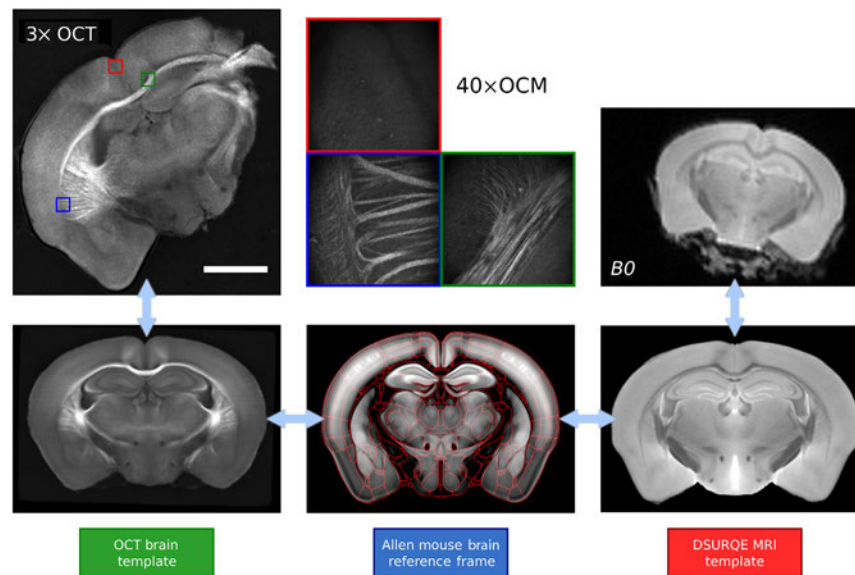 3× OCT
40×OCM
B0
OCT brain
template
Allen mouse brain
reference frame
DSURQE MRI
template